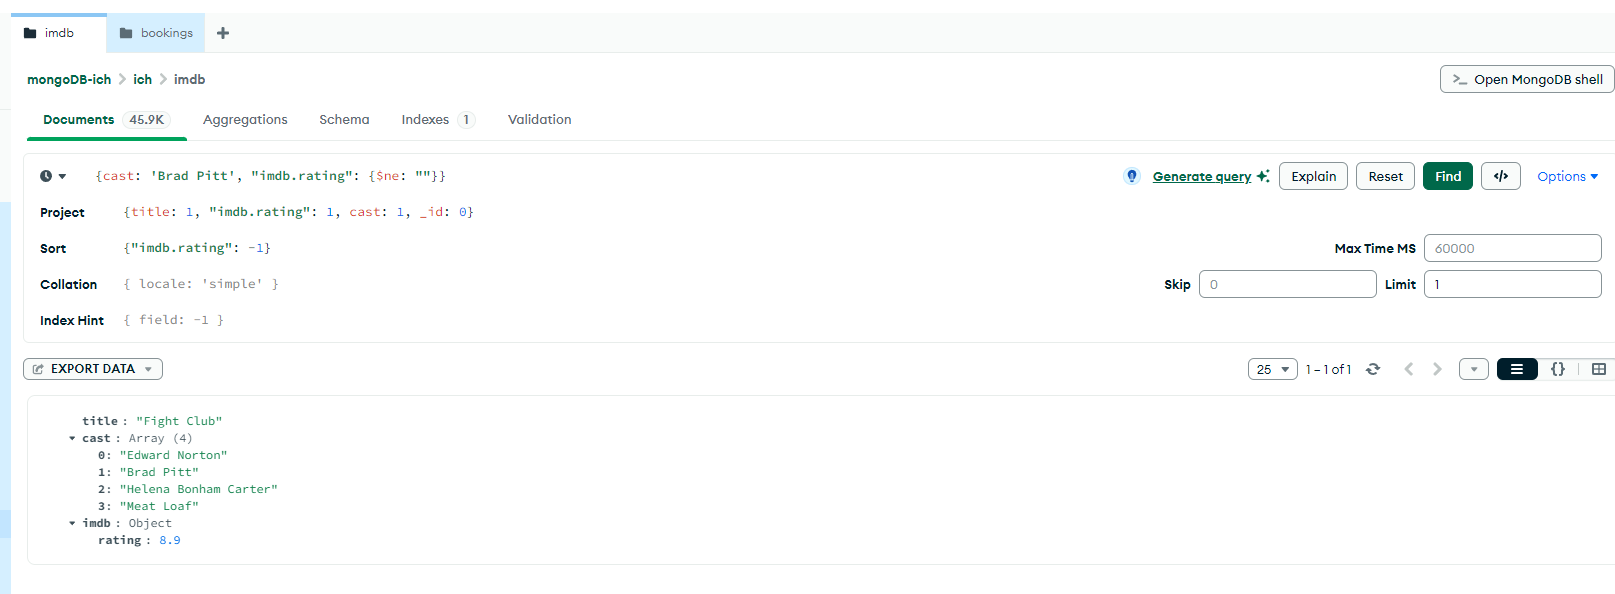 imdb bookings +
mongoDB-ich > ich > imdb >_ Open MongoDB shell
Documents 45.9K Aggregations Schema Indexes 1 Validation
{cast: 'Brad Pitt', "imdb.rating": {$ne: ""}} Generate query Explain Reset Find </> Options
Project {title: 1, "imdb.rating": 1, cast: 1, _id: 0}
Sort {"imdb.rating": -1} Max Time MS 60000
Collation { locale: 'simple' } Skip 0 Limit 1
Index Hint { field: -1 }
EXPORT DATA 25 1 – 1 of 1 {}
title : "Fight Club"
cast : Array (4)
0: "Edward Norton"
1: "Brad Pitt"
2: "Helena Bonham Carter"
3: "Meat Loaf"
imdb : Object
rating : 8.9